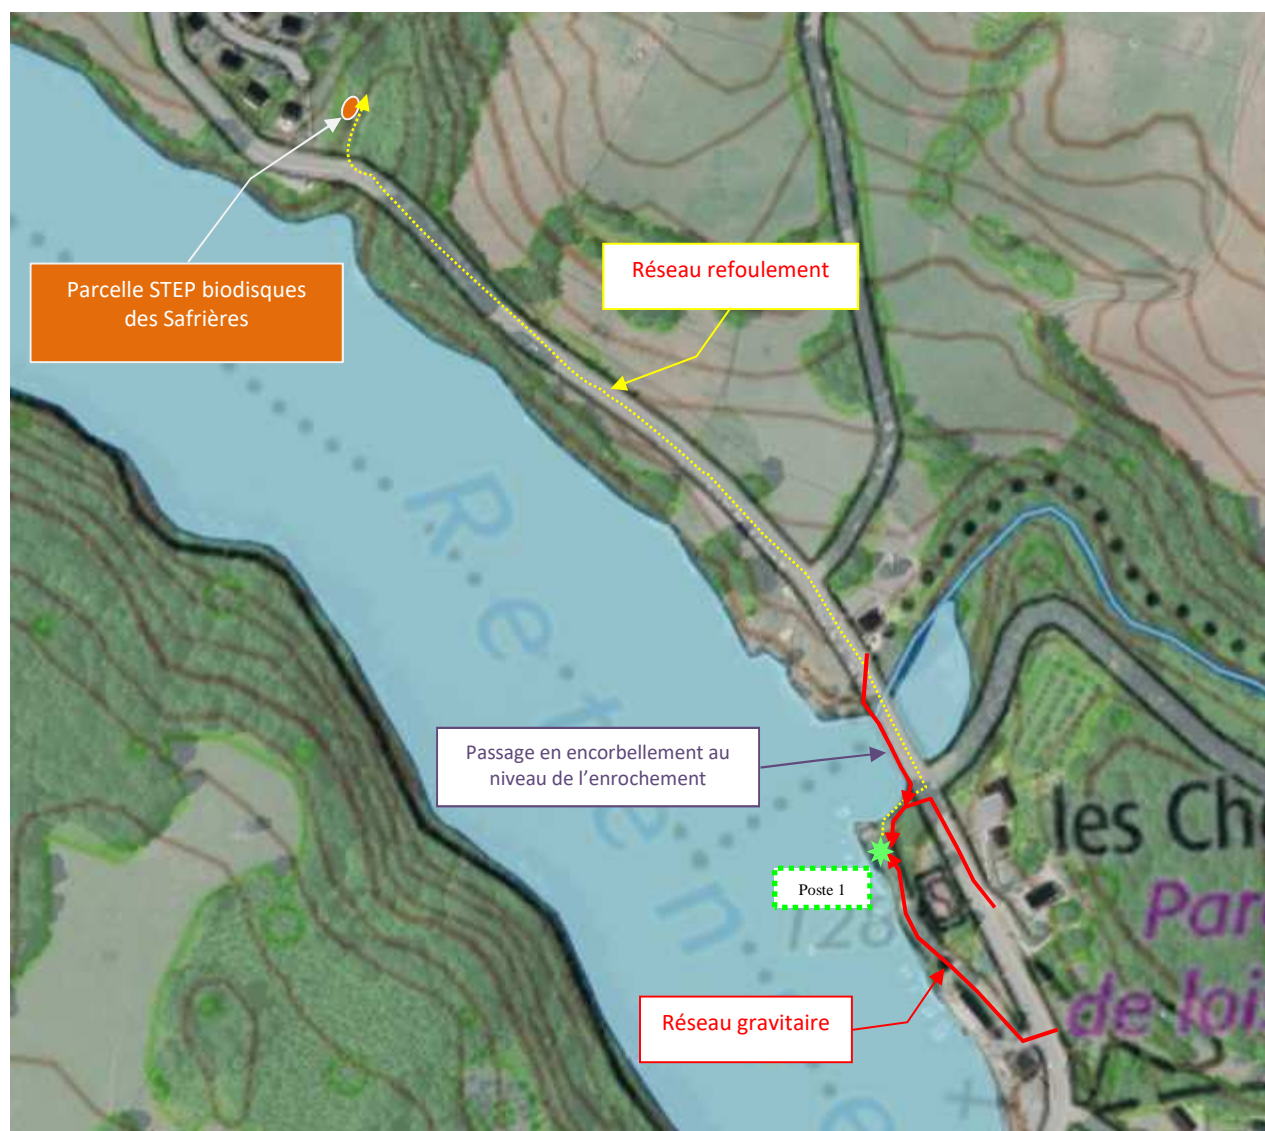 Réseau refoulement
Parcelle STEP biodisques
des Safrières
Passage en encorbellement au
niveau de l’enrochement
les Ch
Poste 1
Par
de loi
Réseau gravitaire
R e t e n e